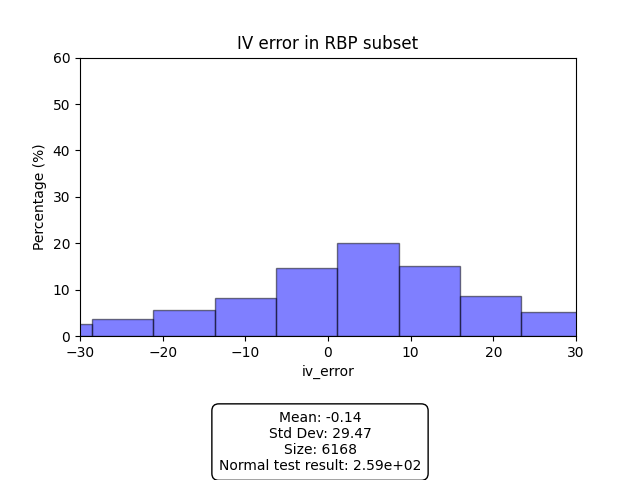 IV error in RBP subset
60
50
40
30
20
10
0
Percentage (%)
−30
−20
−10
0
10
20
30
iv_error
Mean: -0.14
Std Dev: 29.47
Size: 6168
Normal test result: 2.59e+02